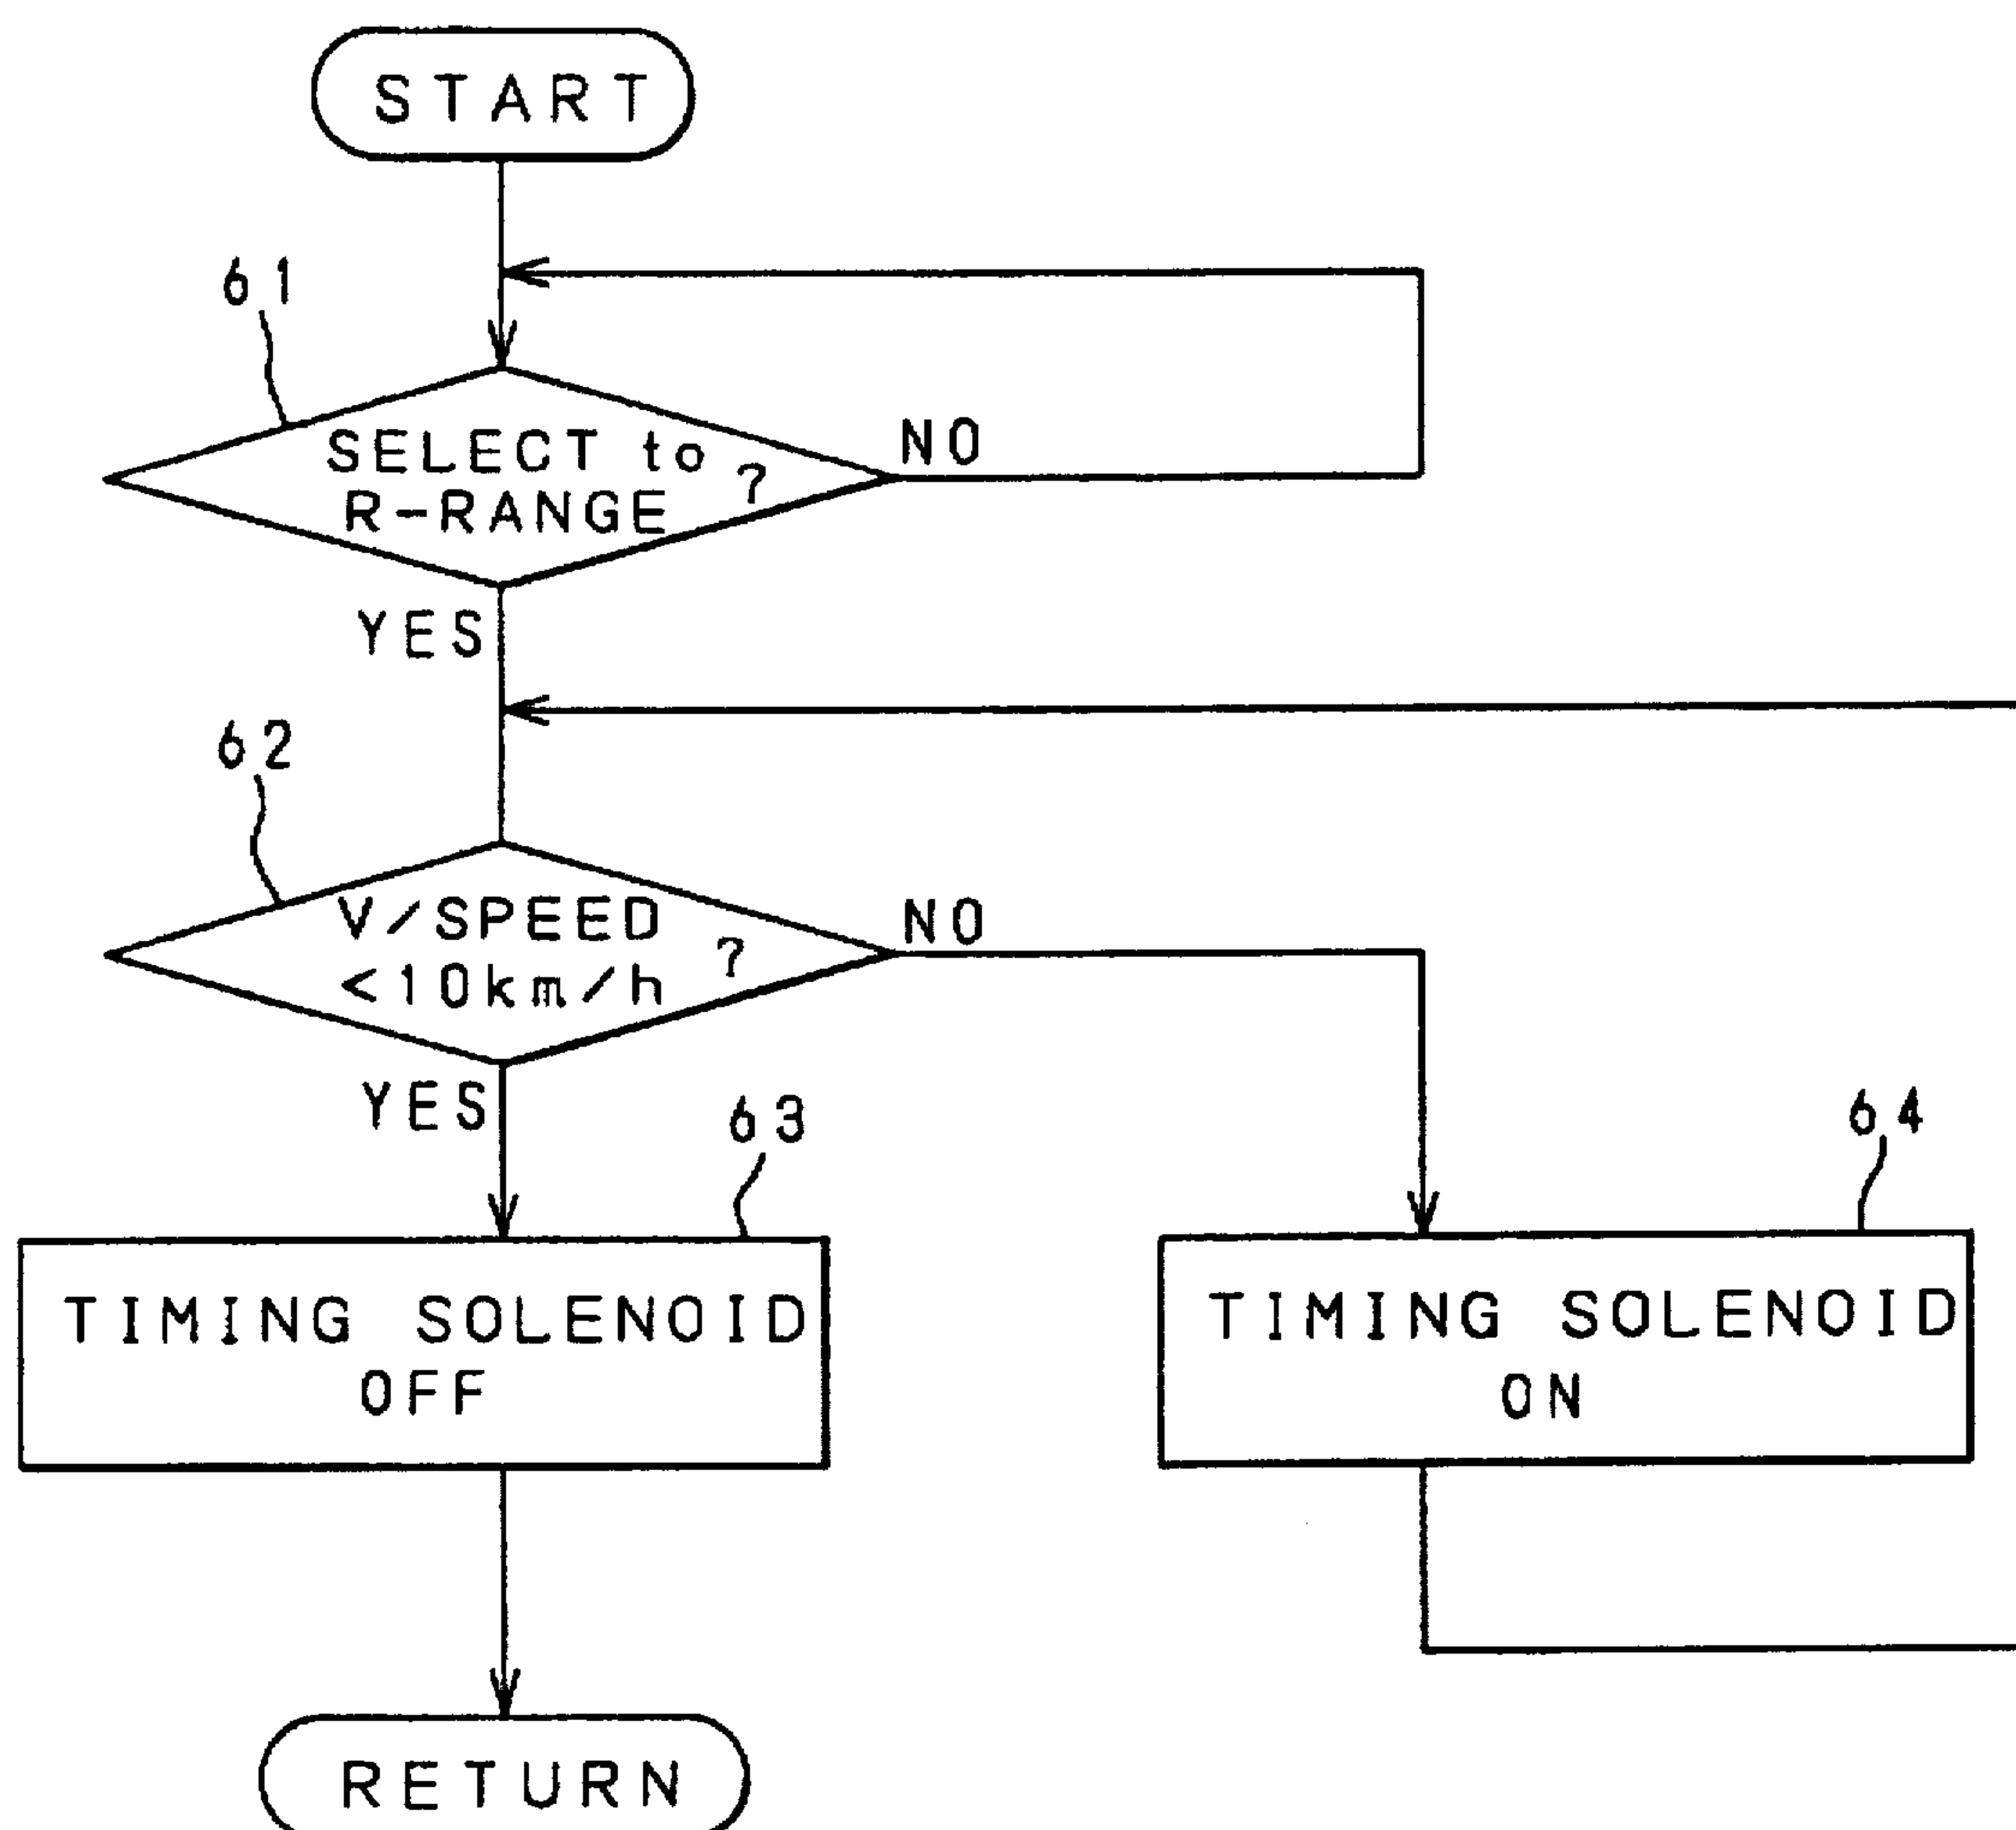 START
61
SELECT to
R-RANGE ?
NO
YES
62
V/SPEED
<10km/h ?
NO
YES
63
64
TIMING SOLENOID
OFF
TIMING SOLENOID
ON
RETURN